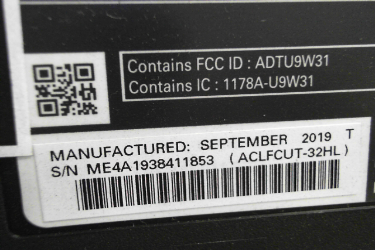 Contains FCC ID : ADTU9W31
Contains IC : 1178A-U9W31
MANUFACTURED: SEPTEMBER 2019 T
S/N ME4A1938411853 (ACLFCUT-32HL)